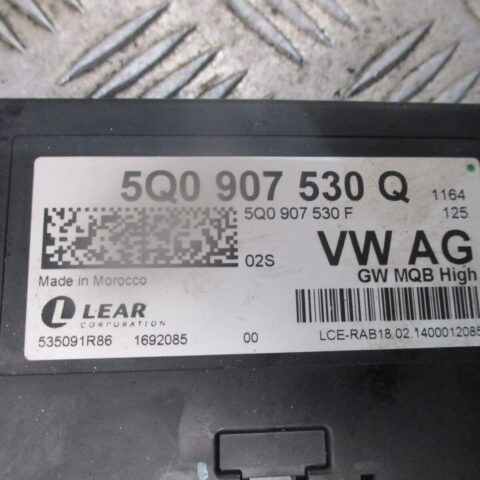 5Q0 907 530 Q 1164
5Q0 907 530 F 125
02S VW AG
Made in Morocco GW MQB High
LEAR
CORPORATION
535091R86 1692085 00 LCE-RAB18.02.1400012085